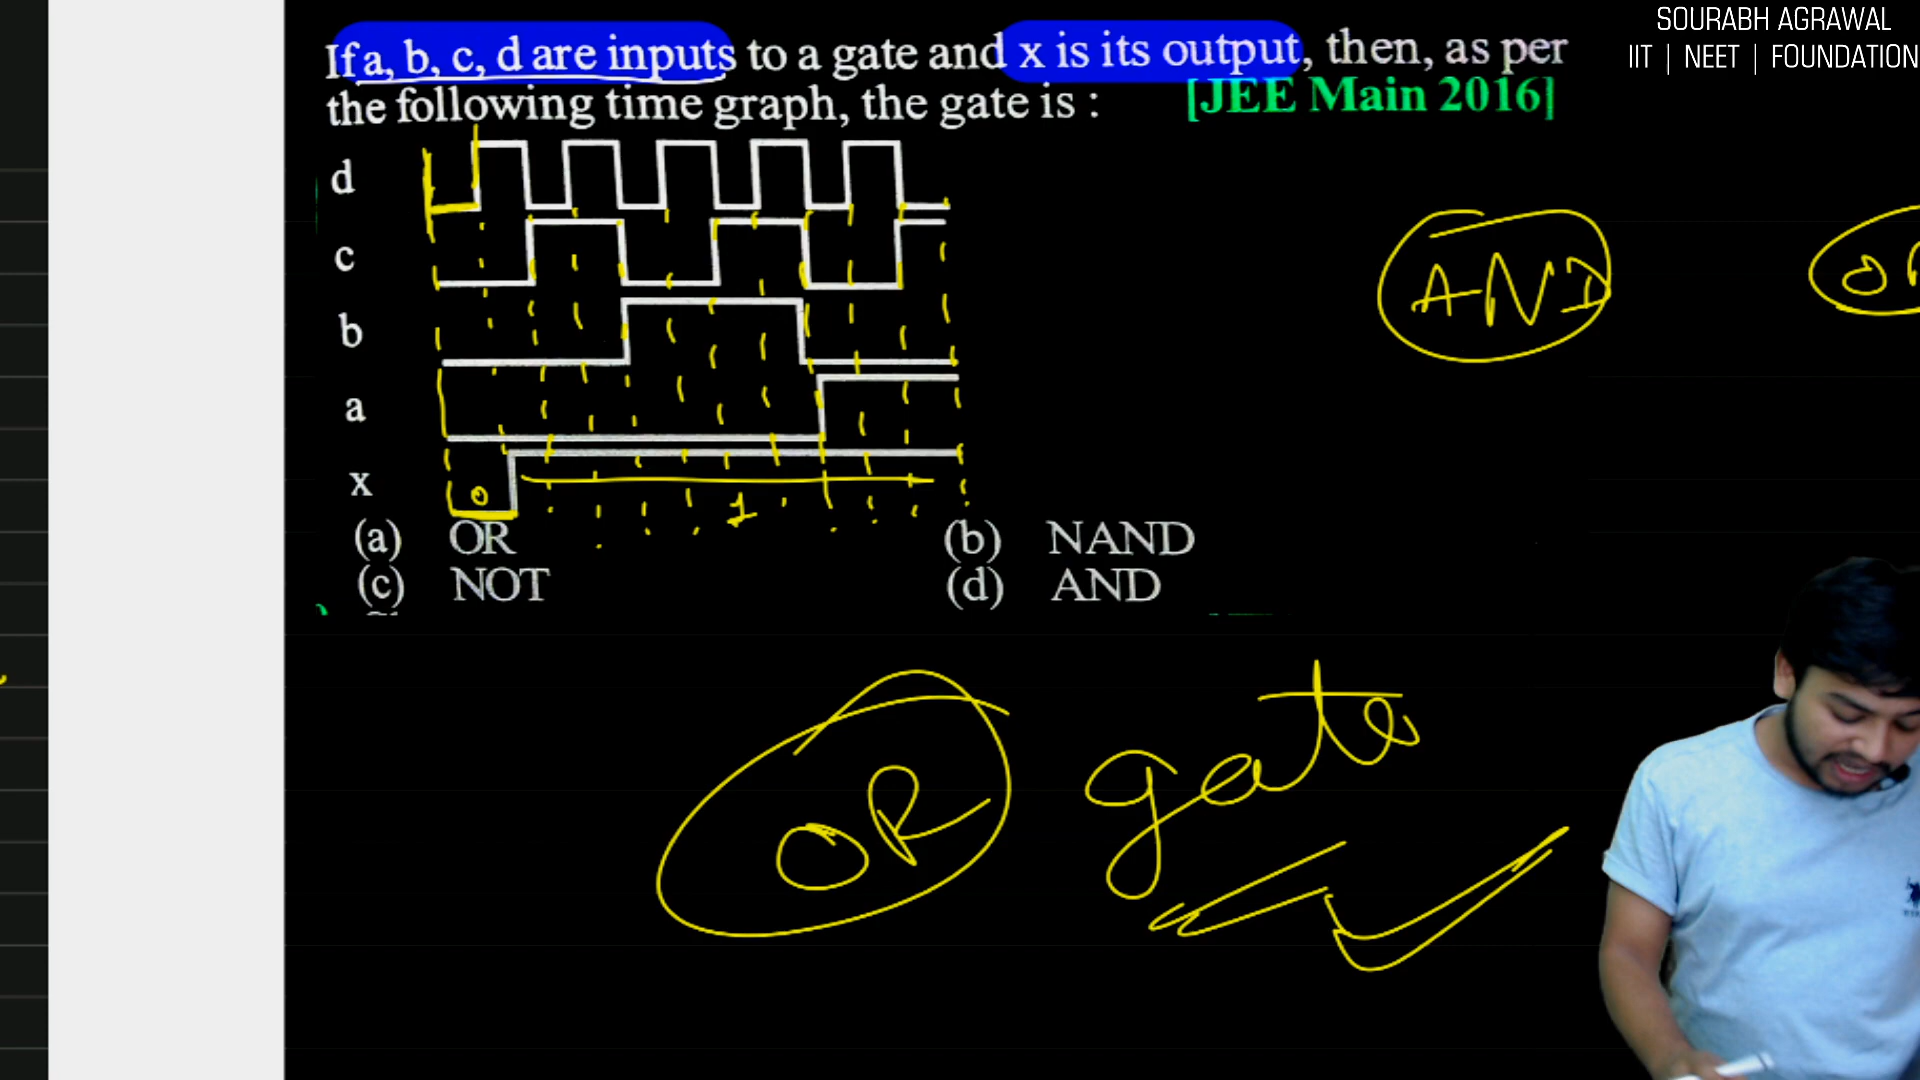 SOURABH AGRAWAL
IIT | NEET | FOUNDATION
If a, b, c, d are inputs to a gate and x is its output, then, as per
the following time graph, the gate is : [JEE Main 2016]
d
c
b
a
x
0
1
(a) OR
(b) NAND
(c) NOT
(d) AND
AND
OR gate